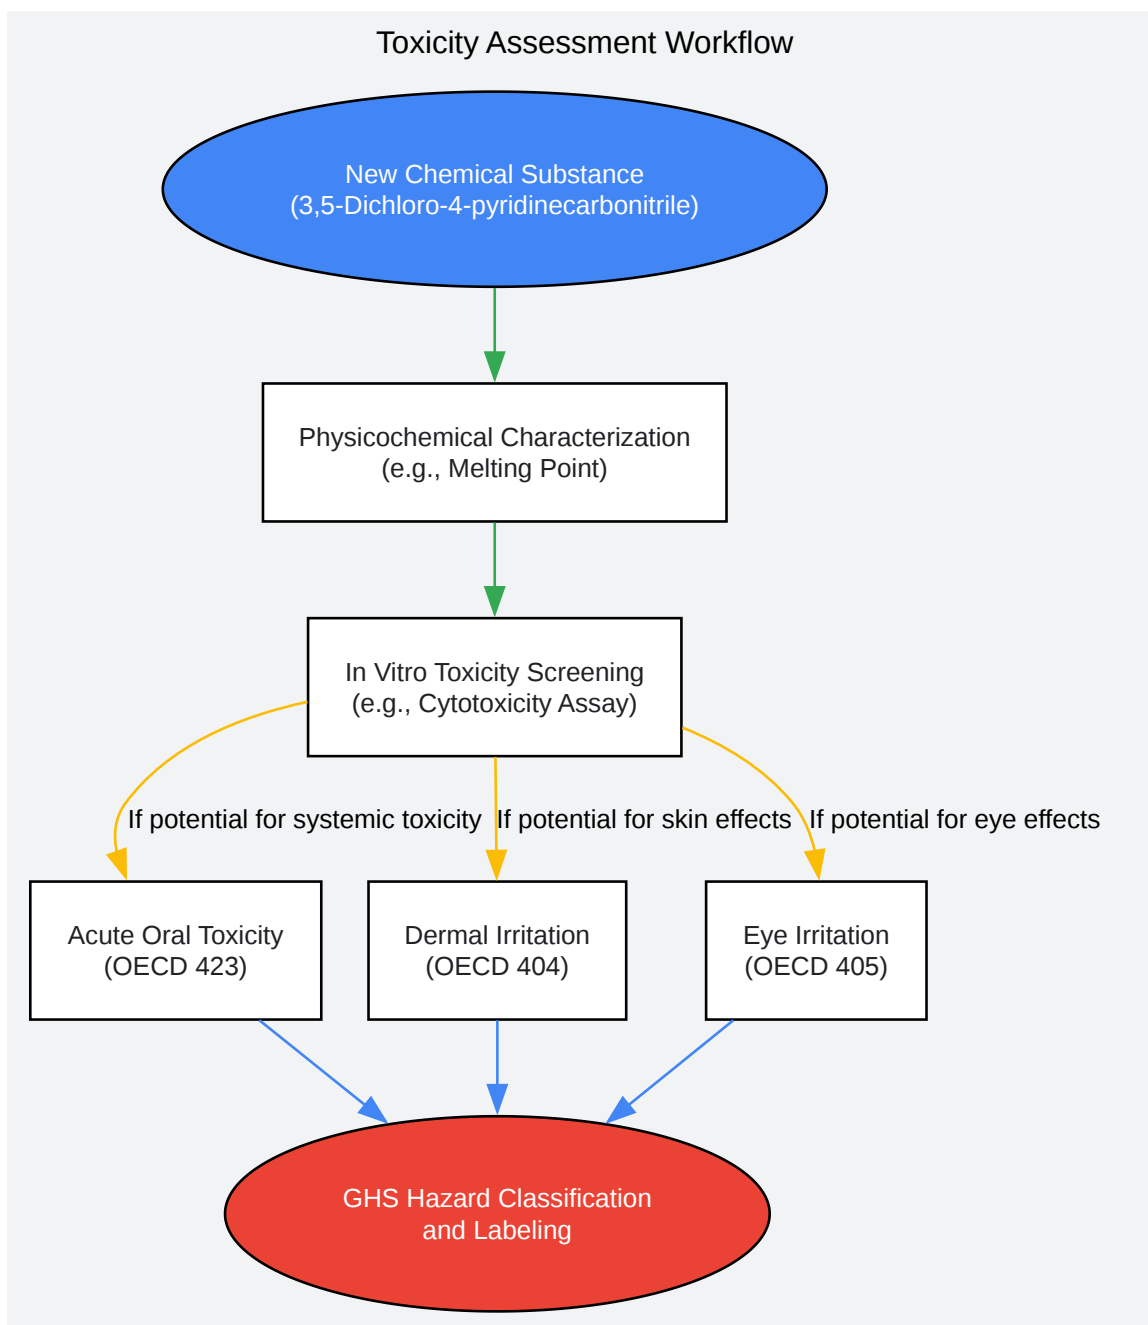 Toxicity Assessment Workflow
New Chemical Substance
(3,5-Dichloro-4-pyridinecarbonitrile)
Physicochemical Characterization
(e.g., Melting Point)
In Vitro Toxicity Screening
(e.g., Cytotoxicity Assay)
If potential for systemic toxicity
If potential for skin effects
If potential for eye effects
Acute Oral Toxicity
(OECD 423)
Dermal Irritation
(OECD 404)
Eye Irritation
(OECD 405)
GHS Hazard Classification
and Labeling